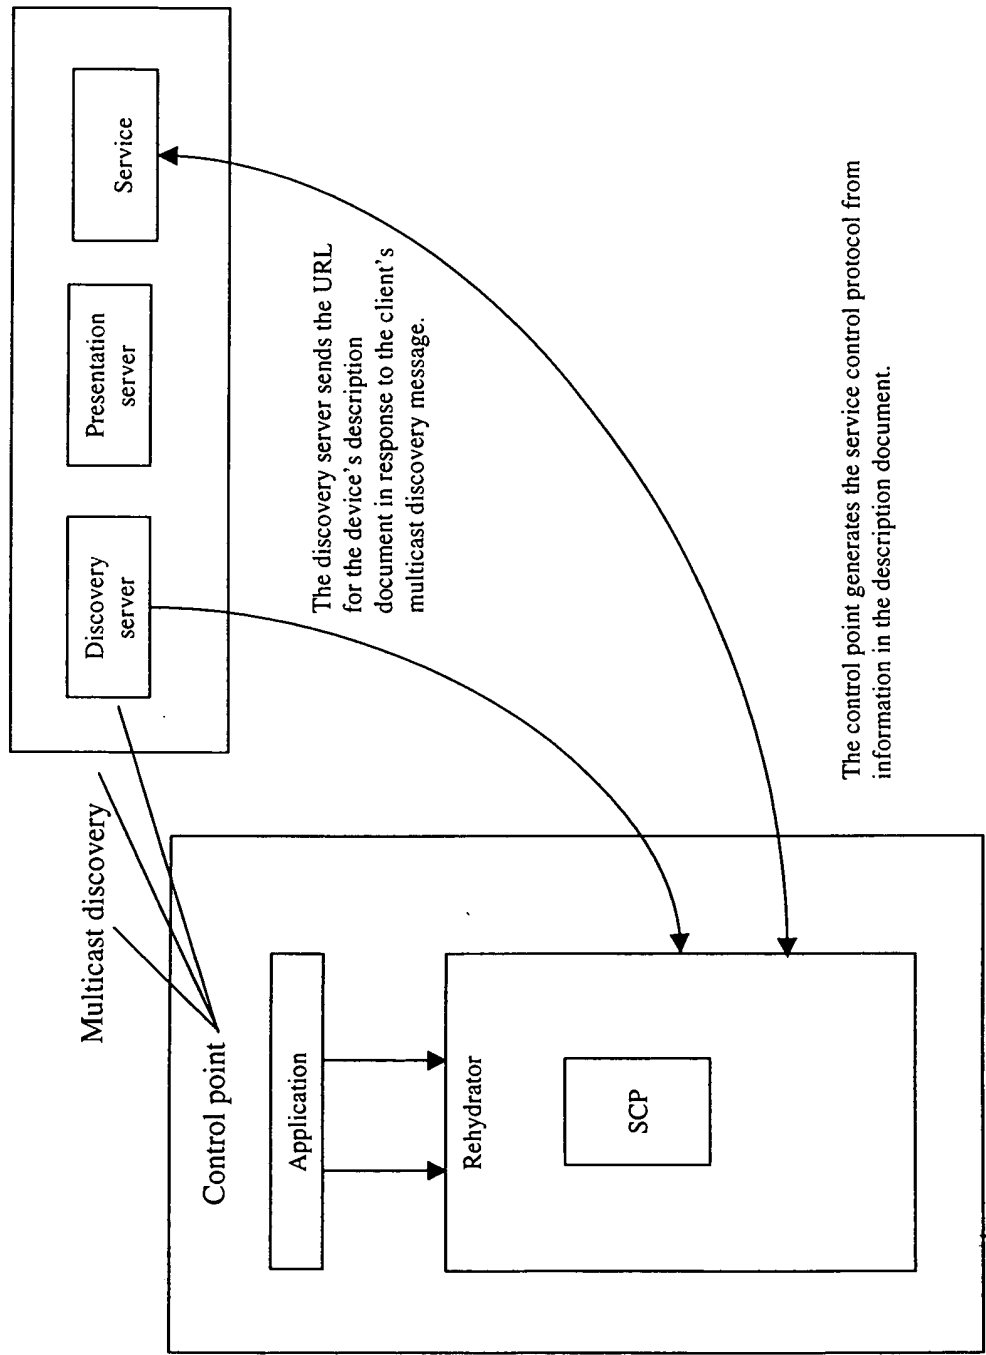 Multicast discovery
Control point
Application
Rehydrator
SCP
Discovery
server
Presentation
server
Service
The discovery server sends the URL
for the device's description
document in response to the client's
multicast discovery message.
The control point generates the service control protocol from
information in the description document.